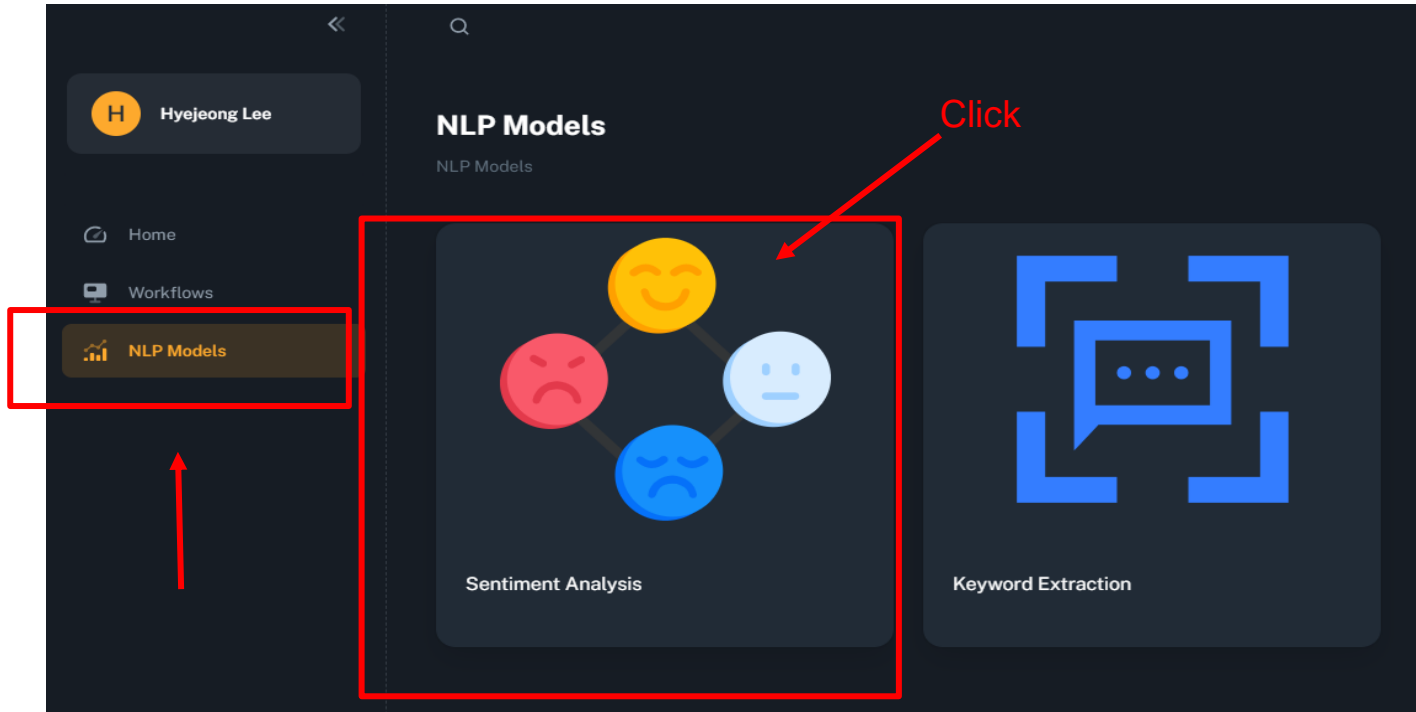 H
Hyejeong Lee
Home
Workflows
NLP Models
NLP Models
NLP Models
Click
Sentiment Analysis
Keyword Extraction